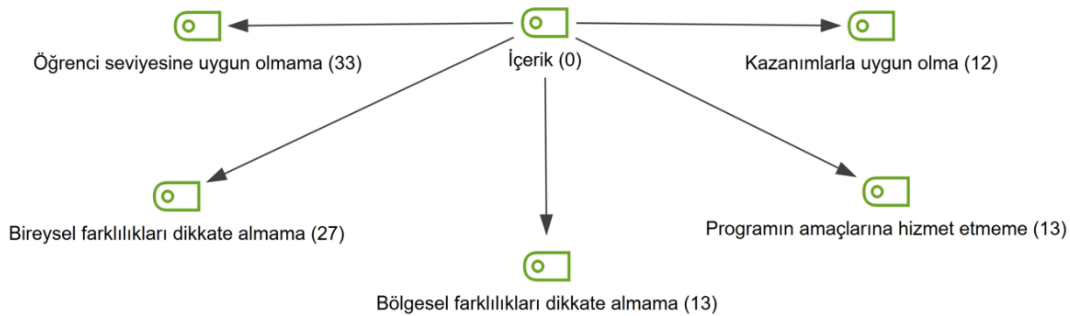 İçerik (0)
Öğrenci seviyesine uygun olmama (33)
Kazanımlarla uygun olma (12)
Bireysel farklılıkları dikkate almama (27)
Programın amaçlarına hizmet etmeme (13)
Bölgesel farklılıkları dikkate almama (13)